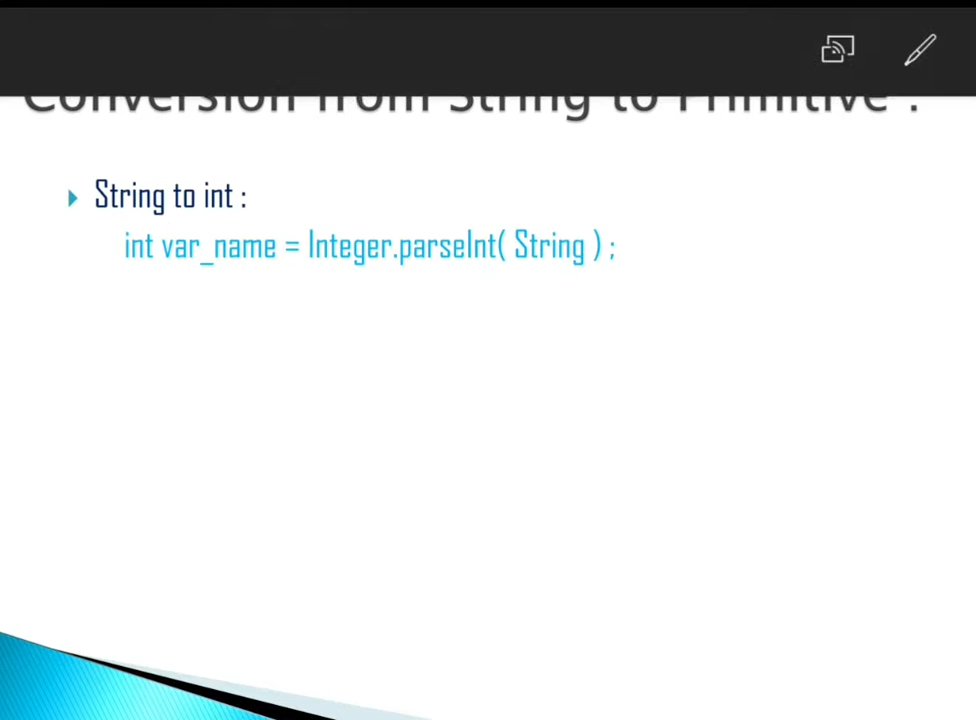 Conversion from String to Primitive :
String to int :
int var_name = Integer.parseInt( String ) ;